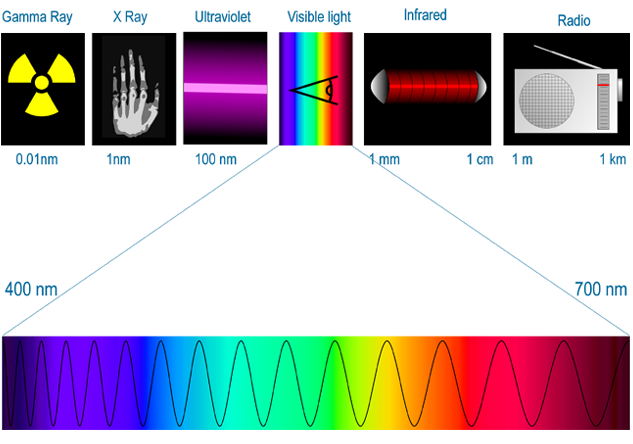 Gamma Ray
X Ray
Ultraviolet
Visible light
Infrared
Radio
0.01nm
1nm
100 nm
1 mm
1 cm
1 m
1 km
400 nm
700 nm